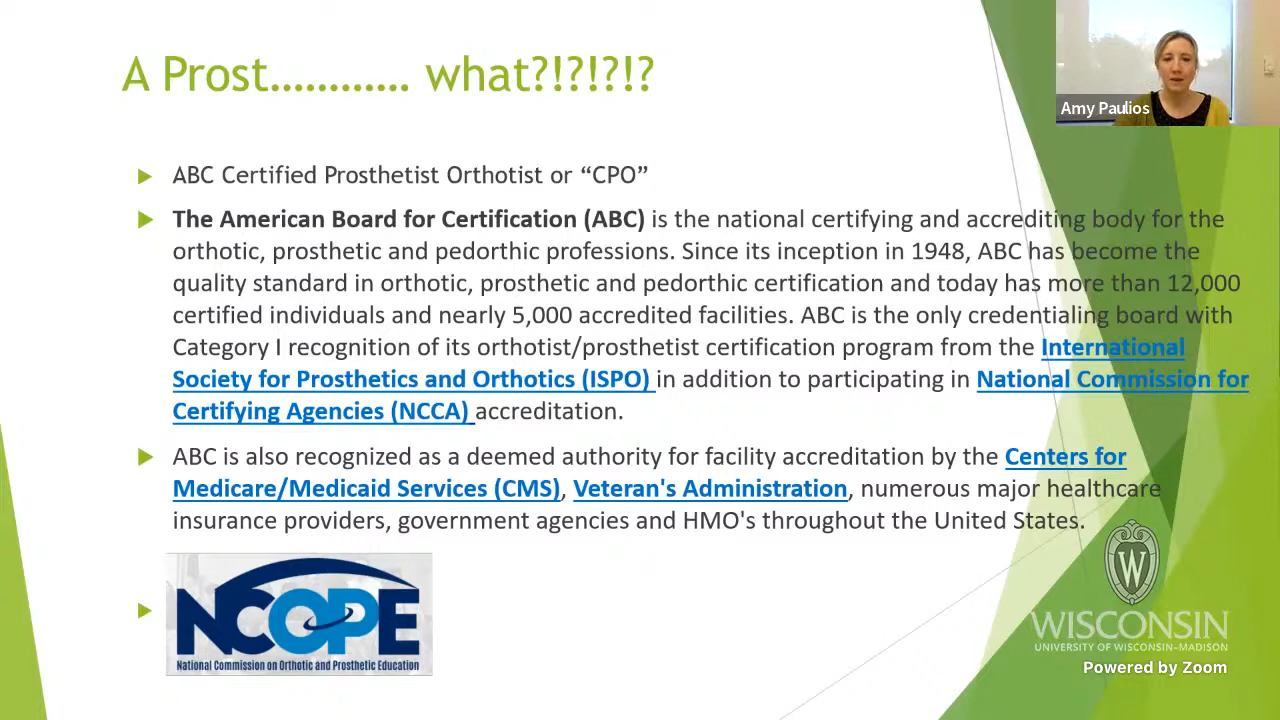 A Prost............ what?!?!?!?
Amy Paulios
ABC Certified Prosthetist Orthotist or “CPO”
The American Board for Certification (ABC) is the national certifying and accrediting body for the
orthotic, prosthetic and pedorthic professions. Since its inception in 1948, ABC has become the
quality standard in orthotic, prosthetic and pedorthic certification and today has more than 12,000
certified individuals and nearly 5,000 accredited facilities. ABC is the only credentialing board with
Category I recognition of its orthotist/prosthetist certification program from the International
Society for Prosthetics and Orthotics (ISPO) in addition to participating in National Commission for
Certifying Agencies (NCCA) accreditation.
ABC is also recognized as a deemed authority for facility accreditation by the Centers for
Medicare/Medicaid Services (CMS), Veteran's Administration, numerous major healthcare
insurance providers, government agencies and HMO's throughout the United States.
NCOPE
National Commission on Orthotic and Prosthetic Education
W
WISCONSIN
UNIVERSITY OF WISCONSIN–MADISON
Powered by Zoom